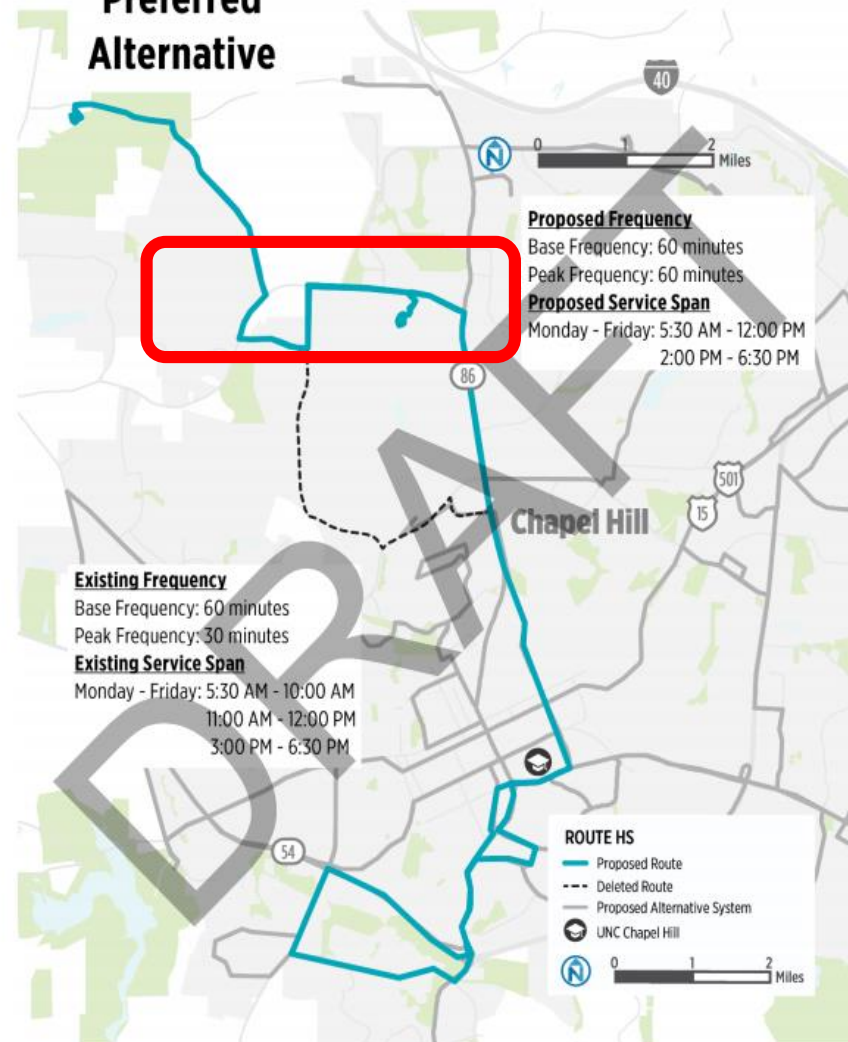 Preferred
Alternative
40
0 1 2
Miles
Proposed Frequency
Base Frequency: 60 minutes
Peak Frequency: 60 minutes
Proposed Service Span
Monday - Friday: 5:30 AM - 12:00 PM
2:00 PM - 6:30 PM
86
501
15
Chapel Hill
DRAFT
Existing Frequency
Base Frequency: 60 minutes
Peak Frequency: 30 minutes
Existing Service Span
Monday - Friday: 5:30 AM - 10:00 AM
11:00 AM - 12:00 PM
3:00 PM - 6:30 PM
54
ROUTE HS
Proposed Route
Deleted Route
Proposed Alternative System
UNC Chapel Hill
N
0 1 2
Miles
N